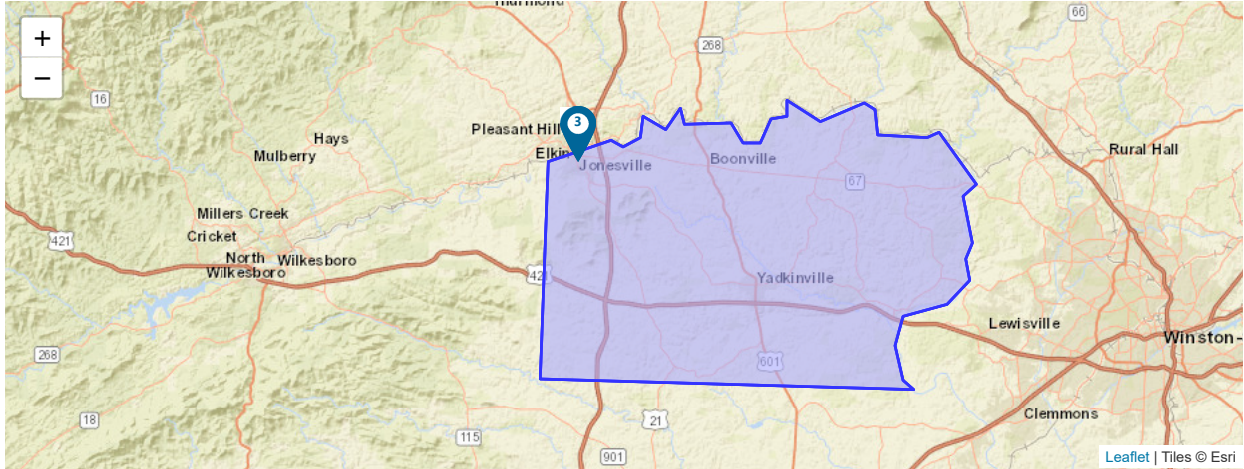 Thurmond
+
−
66
268
16
3
Pleasant Hill
Hays
Elkin
Rural Hall
Mulberry
Boonville
Jonesville
67
Millers Creek
Cricket
421
North
Wilkesboro
Wilkesboro
421
Yadkinville
Lewisville
Winston-
268
601
Clemmons
18
21
115
901
Leaflet | Tiles © Esri